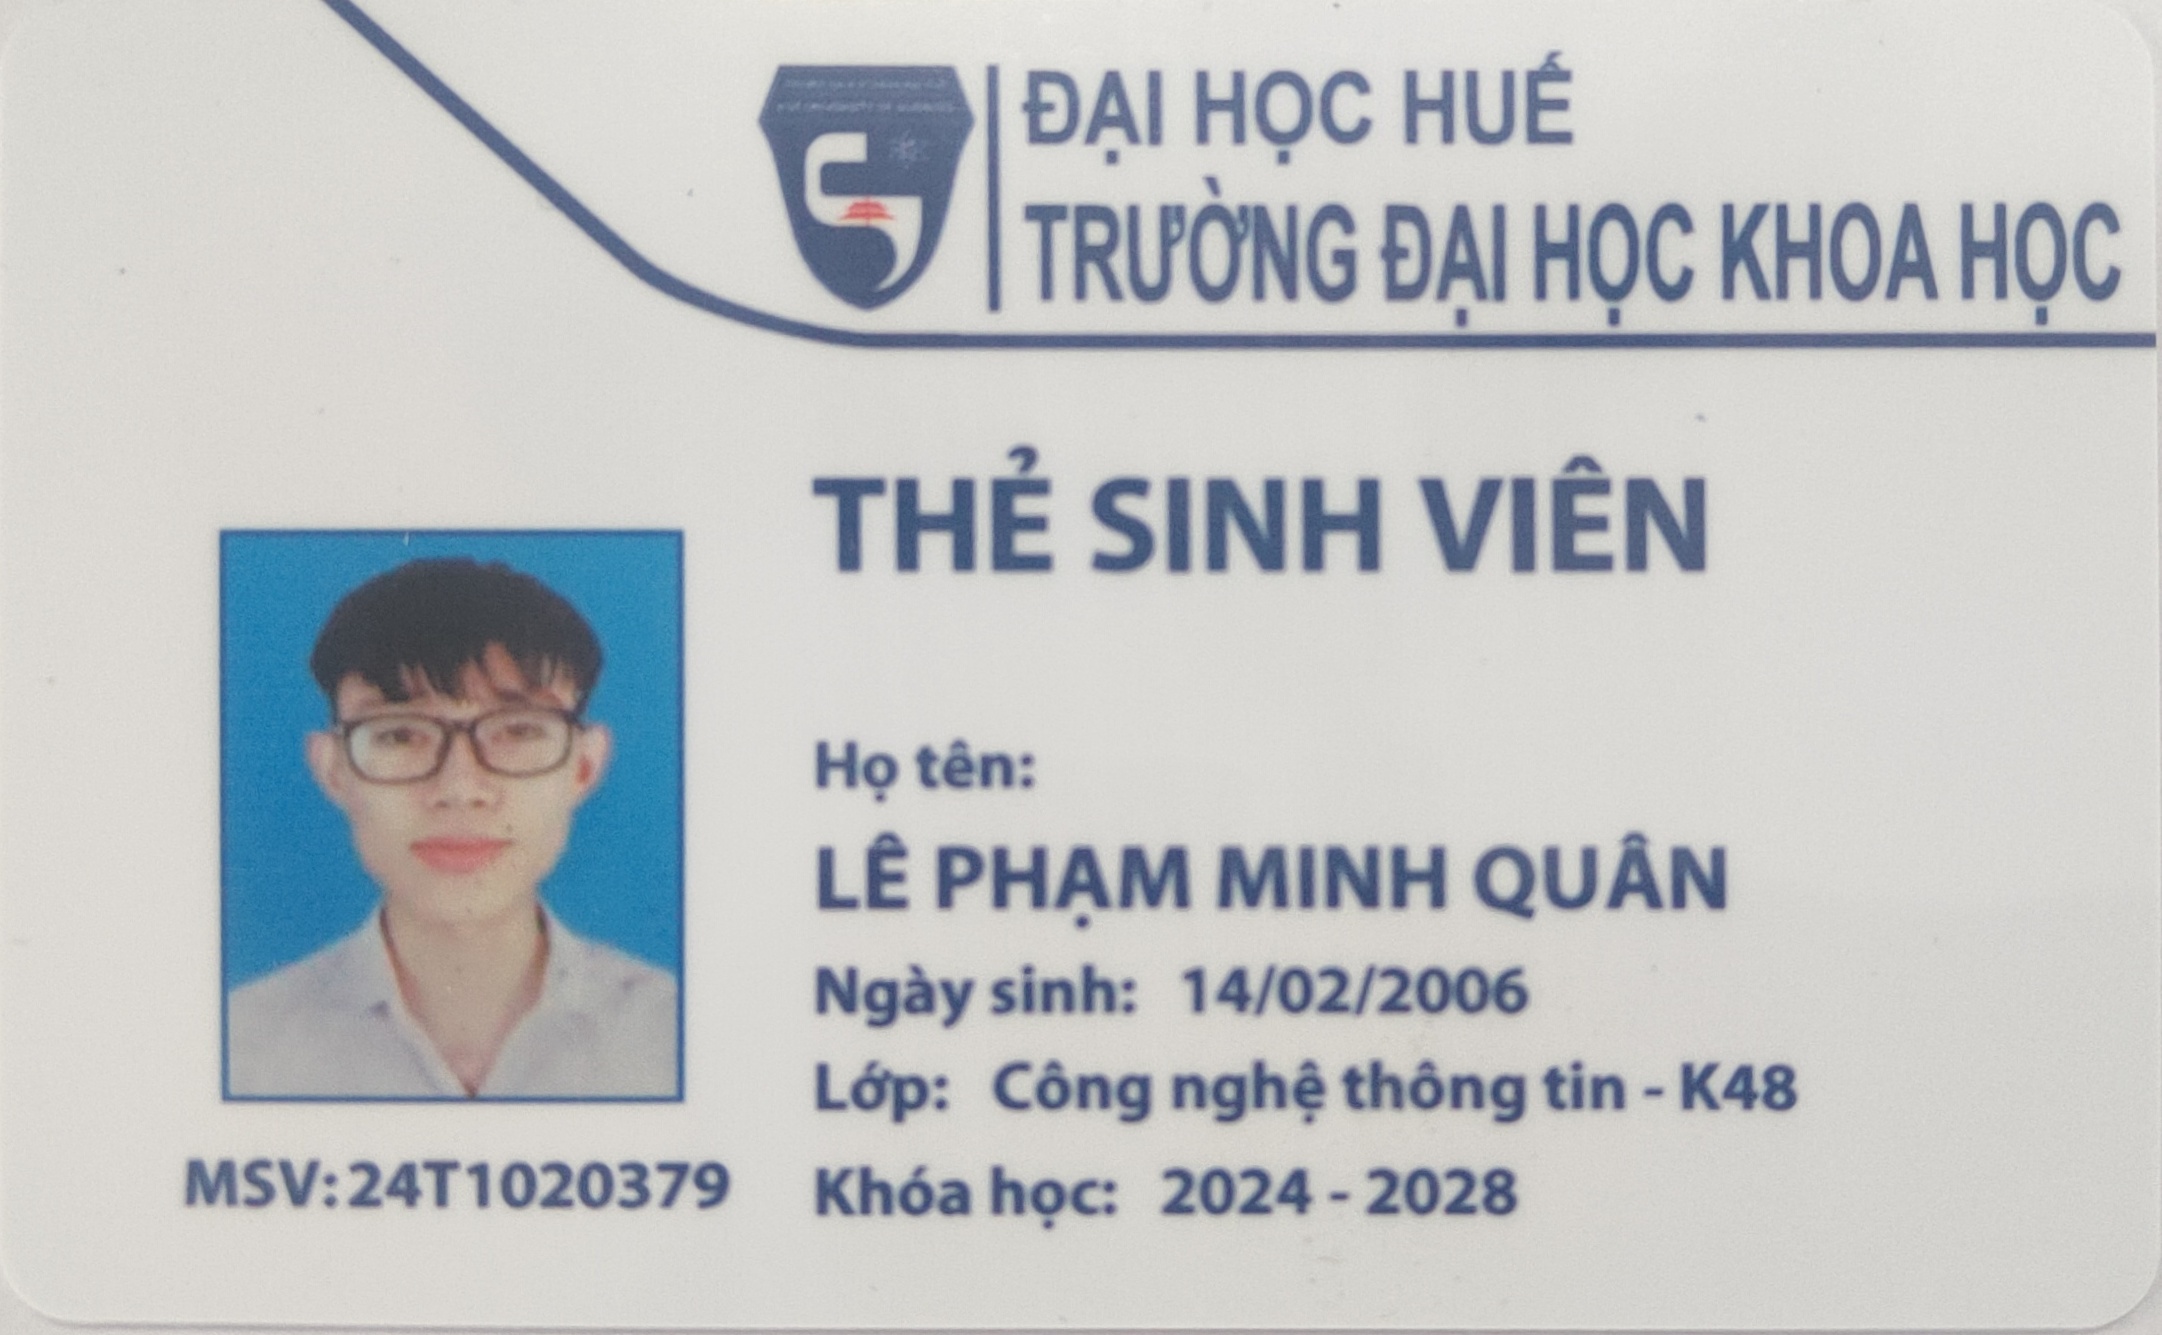 ĐẠI HỌC HUẾ
TRƯỜNG ĐẠI HỌC KHOA HỌC
THẺ SINH VIÊN
Họ tên:
LÊ PHẠM MINH QUÂN
Ngày sinh: 14/02/2006
Lớp: Công nghệ thông tin - K48
Khóa học: 2024 - 2028
MSV:24T1020379